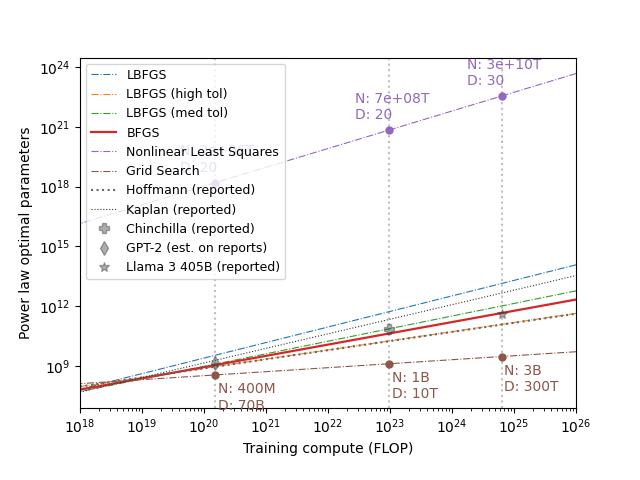 Power law optimal parameters
10^24
10^21
10^18
10^15
10^12
10^9
LBFGS
LBFGS (high tol)
LBFGS (med tol)
BFGS
Nonlinear Least Squares
Grid Search
Hoffmann (reported)
Kaplan (reported)
Chinchilla (reported)
GPT-2 (est. on reports)
Llama 3 405B (reported)
N: 7e+08T
D: 20
N: 3e+10T
D: 30
N: 400M
D: 70B
N: 1B
D: 10T
N: 3B
D: 300T
10^18 10^19 10^20 10^21 10^22 10^23 10^24 10^25 10^26
Training compute (FLOP)